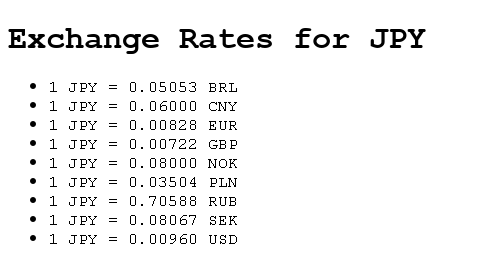 Exchange Rates for JPY
• 1 JPY = 0.05053 BRL
• 1 JPY = 0.06000 CNY
• 1 JPY = 0.00828 EUR
• 1 JPY = 0.00722 GBP
• 1 JPY = 0.08000 NOK
• 1 JPY = 0.03504 PLN
• 1 JPY = 0.70588 RUB
• 1 JPY = 0.08067 SEK
• 1 JPY = 0.00960 USD